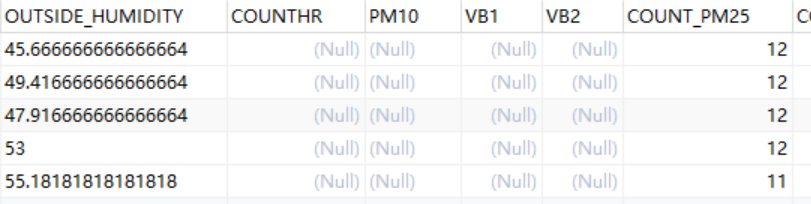 OUTSIDE_HUMIDITY COUNTHR PM10 VB1 VB2 COUNT_PM25
45.666666666666664 (Null) (Null) (Null) (Null) 12
49.416666666666664 (Null) (Null) (Null) (Null) 12
47.916666666666664 (Null) (Null) (Null) (Null) 12
53 (Null) (Null) (Null) (Null) 12
55.18181818181818 (Null) (Null) (Null) (Null) 11